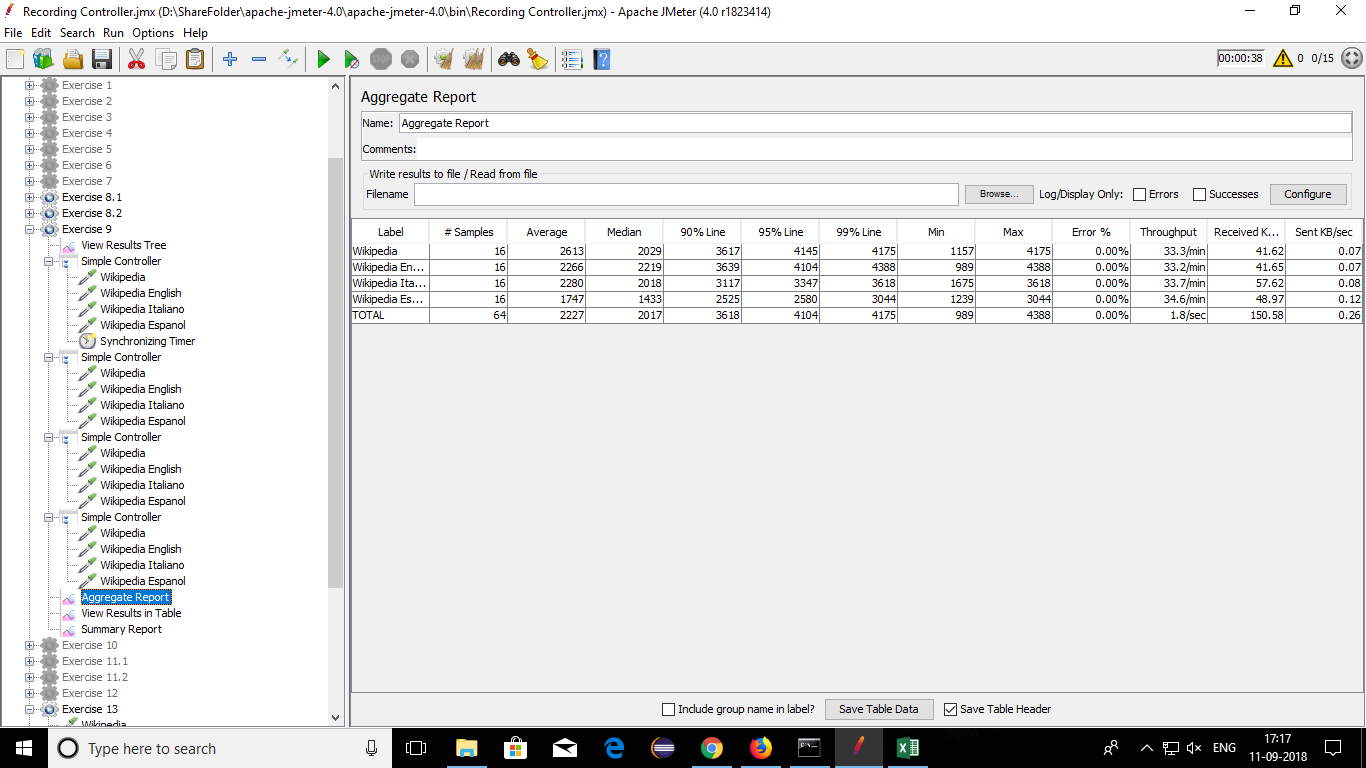 Recording Controller.jmx (D:\ShareFolder\apache-jmeter-4.0\apache-jmeter-4.0\bin\Recording Controller.jmx) - Apache JMeter (4.0 r1823414)
File Edit Search Run Options Help
STOP 00:00:38 0 0/15
Exercise 1
Exercise 2
Exercise 3
Exercise 4
Exercise 5
Exercise 6
Exercise 7
Exercise 8.1
Exercise 8.2
Exercise 9
View Results Tree
Simple Controller
Wikipedia
Wikipedia English
Wikipedia Italiano
Wikipedia Espanol
Synchronizing Timer
Simple Controller
Wikipedia
Wikipedia English
Wikipedia Italiano
Wikipedia Espanol
Simple Controller
Wikipedia
Wikipedia English
Wikipedia Italiano
Wikipedia Espanol
Simple Controller
Wikipedia
Wikipedia English
Wikipedia Italiano
Wikipedia Espanol
Aggregate Report
View Results in Table
Summary Report
Exercise 10
Exercise 11.1
Exercise 11.2
Exercise 12
Exercise 13
Wikipedia
Aggregate Report
Name: Aggregate Report
Comments:
Write results to file / Read from file
Filename Browse... Log/Display Only: Errors Successes Configure
Label # Samples Average Median 90% Line 95% Line 99% Line Min Max Error % Throughput Received K... Sent KB/sec
Wikipedia 16 2613 2029 3617 4145 4175 1157 4175 0.00% 33.3/min 41.62 0.07
Wikipedia En... 16 2266 2219 3639 4104 4388 989 4388 0.00% 33.2/min 41.65 0.07
Wikipedia Ita... 16 2280 2018 3117 3347 3618 1675 3618 0.00% 33.7/min 57.62 0.08
Wikipedia Es... 16 1747 1433 2525 2580 3044 1239 3044 0.00% 34.6/min 48.97 0.12
TOTAL 64 2227 2017 3618 4104 4175 989 4388 0.00% 1.8/sec 150.58 0.26
Include group name in label? Save Table Data Save Table Header
Type here to search
ENG
17:17
11-09-2018